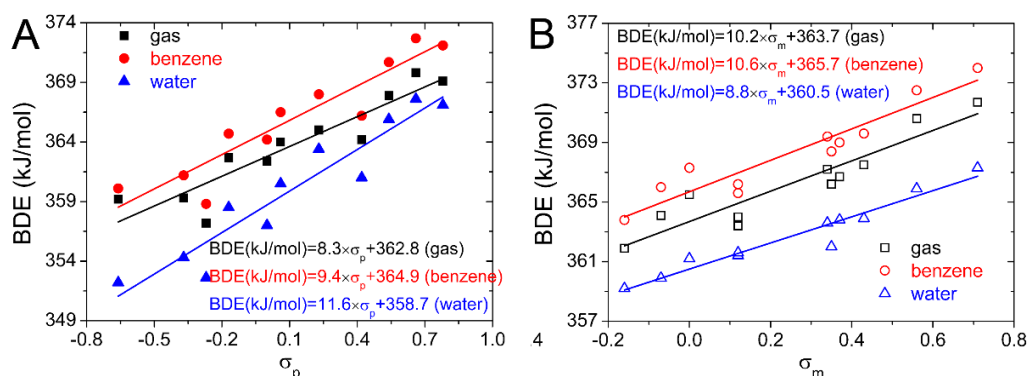 A
374
369
364
359
354
349
BDE (kJ/mol)
gas
benzene
water
BDE(kJ/mol)=8.3×σp+362.8 (gas)
BDE(kJ/mol)=9.4×σp+364.9 (benzene)
BDE(kJ/mol)=11.6×σp+358.7 (water)
-0.8 -0.5 -0.2 0.1 0.4 0.7 1.0
σp
B
377
373
369
365
361
357
BDE (kJ/mol)
BDE(kJ/mol)=10.2×σm+363.7 (gas)
BDE(kJ/mol)=10.6×σm+365.7 (benzene)
BDE(kJ/mol)=8.8×σm+360.5 (water)
gas
benzene
water
.4 -0.2 0.0 0.2 0.4 0.6 0.8
σm